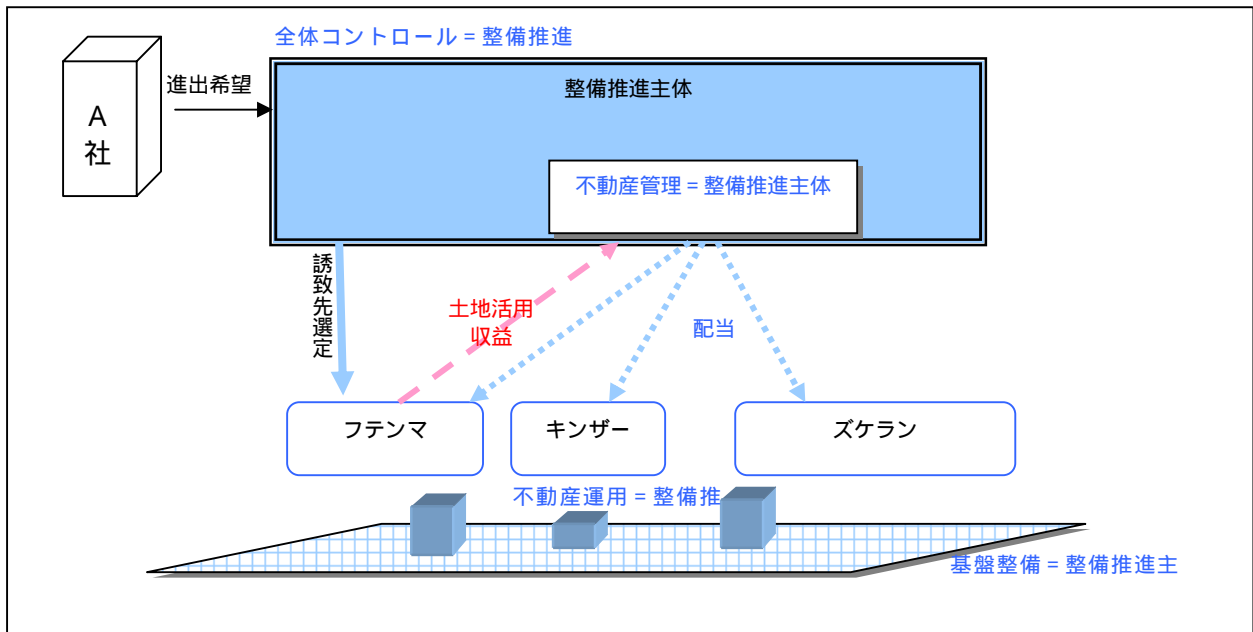 全体コントロール＝整備推進
進出希望
A
社
整備推進主体
不動産管理＝整備推進主体
誘致先選定
土地活用
収益
配当
フテンマ
キンザー
ズケラン
不動産運用＝整備推
基盤整備＝整備推進主